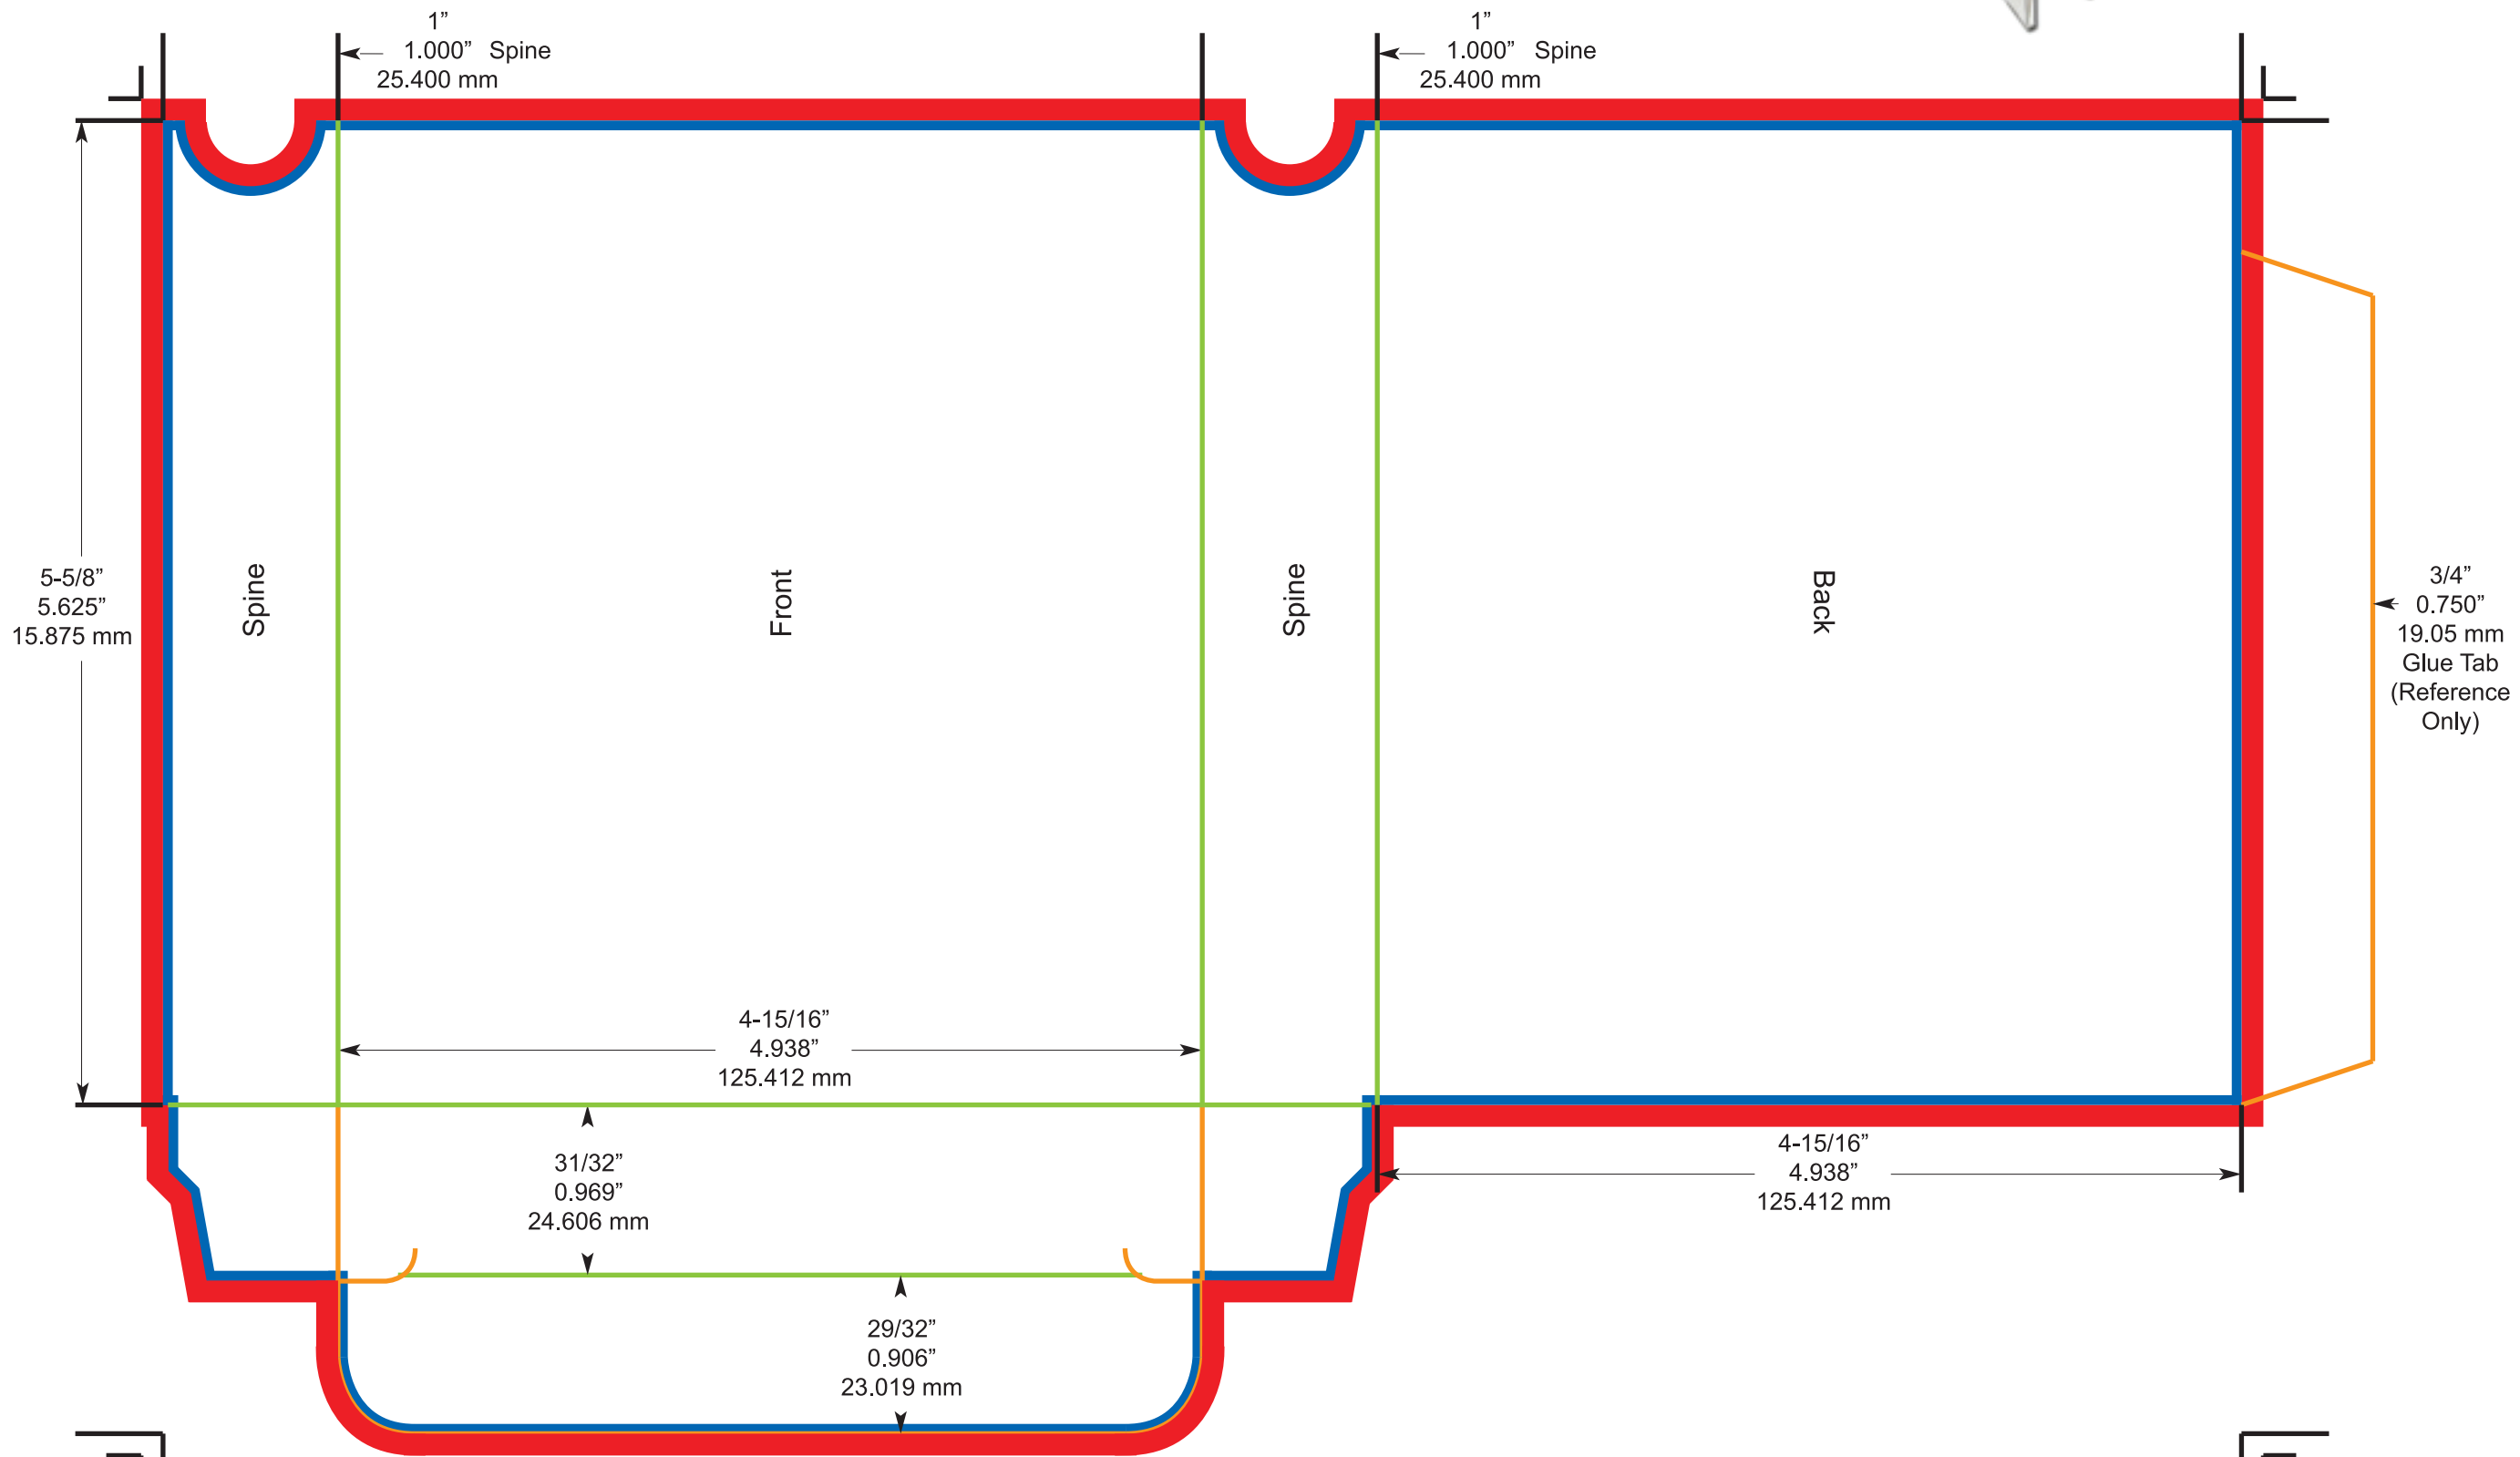 1”
1.000” Spine
25.400 mm
1”
1.000” Spine
25.400 mm
5-5/8”
5.625”
15.875 mm
Spine
Front
Spine
Back
3/4”
0.750”
19.05 mm
Glue Tab
(Reference
Only)
4-15/16”
4.938”
125.412 mm
31/32”
0.969”
24.606 mm
4-15/16”
4.938”
125.412 mm
29/32”
0.906”
23.019 mm